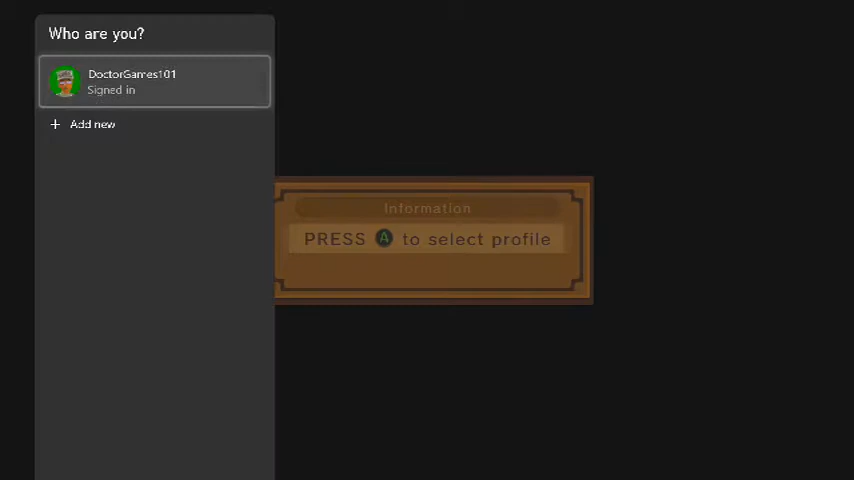 Who are you?
DoctorGames101
Signed in
+ Add new
Information
PRESS A to select profile